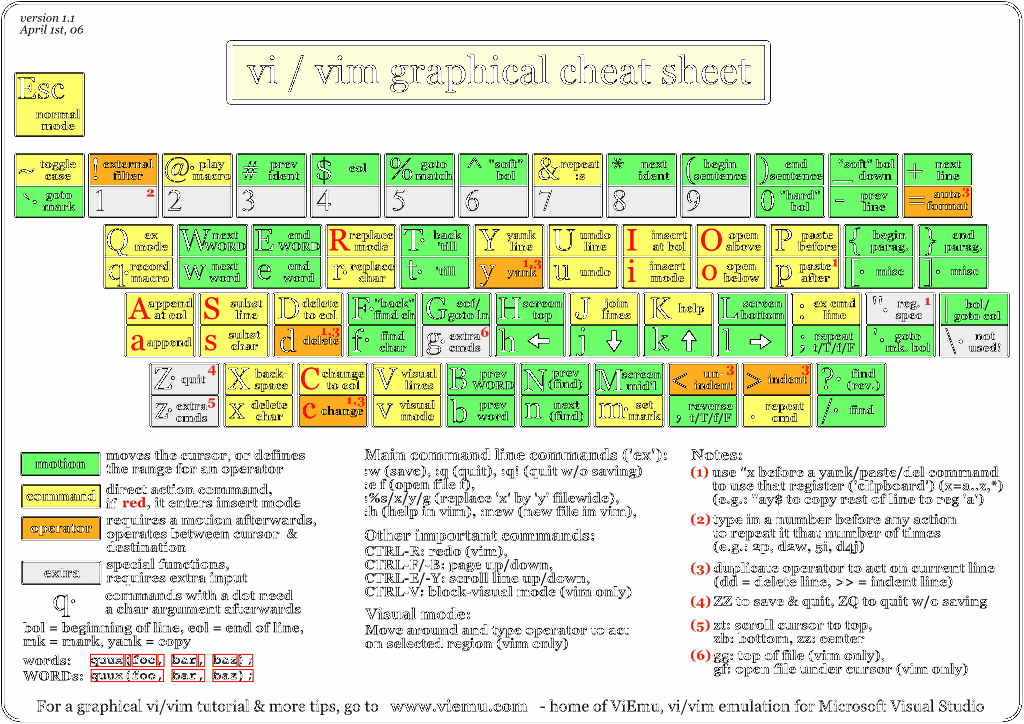 version 1.1
April 1st, 06
vi / vim graphical cheat sheet
Esc
normal
mode
~ toggle case
! external filter
@· play macro
# prev ident
$ eol
% goto match
^ "soft" bol
& repeat :s
* next ident
( begin sentence
) end sentence
_ "soft" bol down
+ next line
`· goto mark
1 2
2
3
4
5
6
7
8
9
0 "hard" bol
- prev line
= auto format 3
Q ex mode
W next WORD
E end WORD
R replace mode
T· back 'till
Y yank line
U undo line
I insert at bol
O open above
P paste before
{ begin parag.
} end parag.
q· record macro
w next word
e end word
r· replace char
t· 'till
y yank 1,3
u undo
i insert mode
o open below
p paste after 1
[· misc
]· misc
A append at eol
S subst line
D delete to eol
F· "back" find ch
G eof/ goto ln
H screen top
J join lines
K help
L screen bottom
: ex cmd line
"· reg. spec 1
| bol/ goto col
a append
s subst char
d delete 1,3
f· find char
g· extra cmds 6
h ←
j ↓
k ↑
l →
; repeat t/T/f/F
'· goto mk. bol
\· not used!
Z· quit 4
X back-space
C change to eol
V visual lines
B prev WORD
N prev (find)
M screen mid'l
< un-indent 3
> indent 3
?· find (rev.)
z· extra cmds 5
x delete char
c change 1,3
v visual mode
b prev word
n next (find)
m· set mark
, reverse t/T/f/F
. repeat cmd
/· find
motion moves the cursor, or defines
the range for an operator
command direct action command,
if red, it enters insert mode
operator requires a motion afterwards,
operates between cursor &
destination
extra special functions,
requires extra input
q· commands with a dot need
a char argument afterwards
bol = beginning of line, eol = end of line,
mk = mark, yank = copy
words: quux(foo, bar, baz);
WORDs: quux(foo, bar, baz);
Main command line commands ('ex'):
:w (save), :q (quit), :q! (quit w/o saving)
:e f (open file f),
:%s/x/y/g (replace 'x' by 'y' filewide),
:h (help in vim), :new (new file in vim),
Other important commands:
CTRL-R: redo (vim),
CTRL-F/-B: page up/down,
CTRL-E/-Y: scroll line up/down,
CTRL-V: block-visual mode (vim only)
Visual mode:
Move around and type operator to act
on selected region (vim only)
Notes:
(1) use "x before a yank/paste/del command
to use that register ('clipboard') (x=a..z,*)
(e.g.: "ay$ to copy rest of line to reg 'a')
(2) type in a number before any action
to repeat it that number of times
(e.g.: 2p, d2w, 5i, d4j)
(3) duplicate operator to act on current line
(dd = delete line, >> = indent line)
(4) ZZ to save & quit, ZQ to quit w/o saving
(5) zt: scroll cursor to top,
zb: bottom, zz: center
(6) gg: top of file (vim only),
gf: open file under cursor (vim only)
For a graphical vi/vim tutorial & more tips, go to www.viemu.com - home of ViEmu, vi/vim emulation for Microsoft Visual Studio